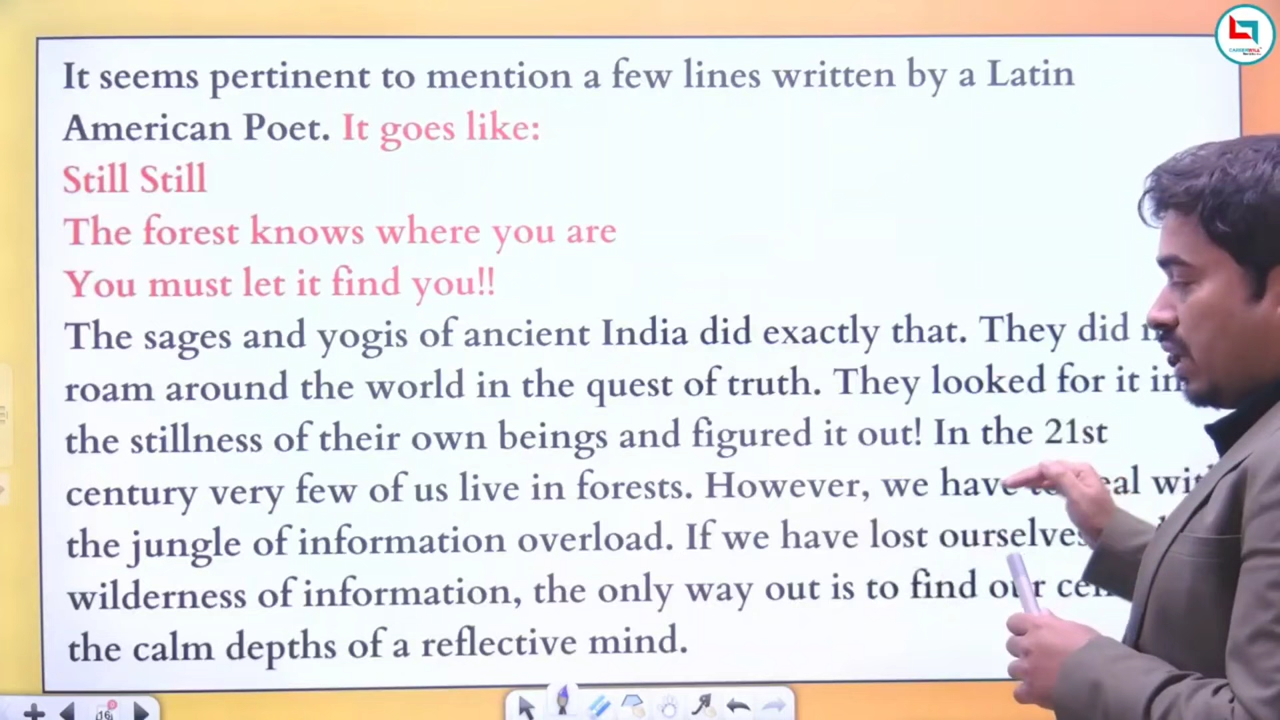 It seems pertinent to mention a few lines written by a Latin
American Poet. It goes like:
Still Still
The forest knows where you are
You must let it find you!!
The sages and yogis of ancient India did exactly that. They did
roam around the world in the quest of truth. They looked for it in
the stillness of their own beings and figured it out! In the 21st
century very few of us live in forests. However, we have
the jungle of information overload. If we have lost ourselves
wilderness of information, the only way out is to find our
the calm depths of a reflective mind.
CAREERWILL
16